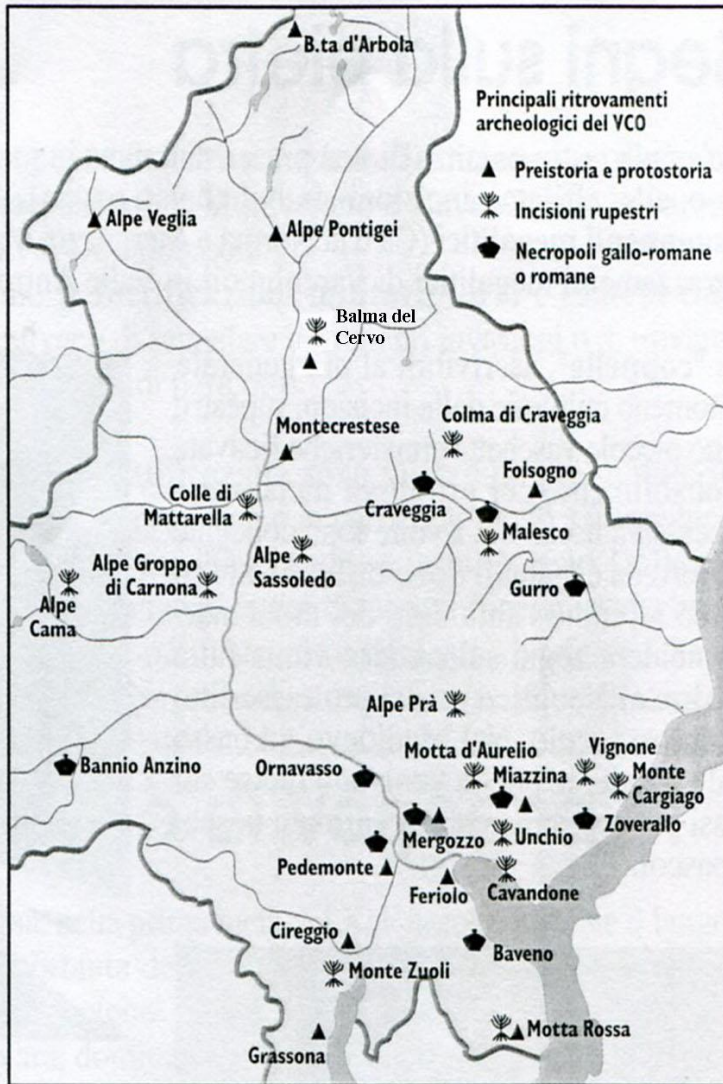 B.ta d'Arbola
Principali ritrovamenti
archeologici del VCO
Preistoria e protostoria
Incisioni rupestri
Necropoli gallo-romane
o romane
Alpe Veglia
Alpe Pontigei
Balma del
Cervo
Montecrestese
Colma di Craveggia
Folsogno
Colle di
Mattarella
Craveggia
Malesco
Alpe
Sassoledo
Alpe Groppo
di Carnona
Alpe
Cama
Gurro
Alpe Prà
Motta d'Aurelio
Vignone
Bannio Anzino
Ornavasso
Miazzina
Monte
Cargiago
Zoverallo
Mergozzo
Unchio
Pedemonte
Feriolo
Cavandone
Cireggio
Baveno
Monte Zuoli
Grassona
Motta Rossa